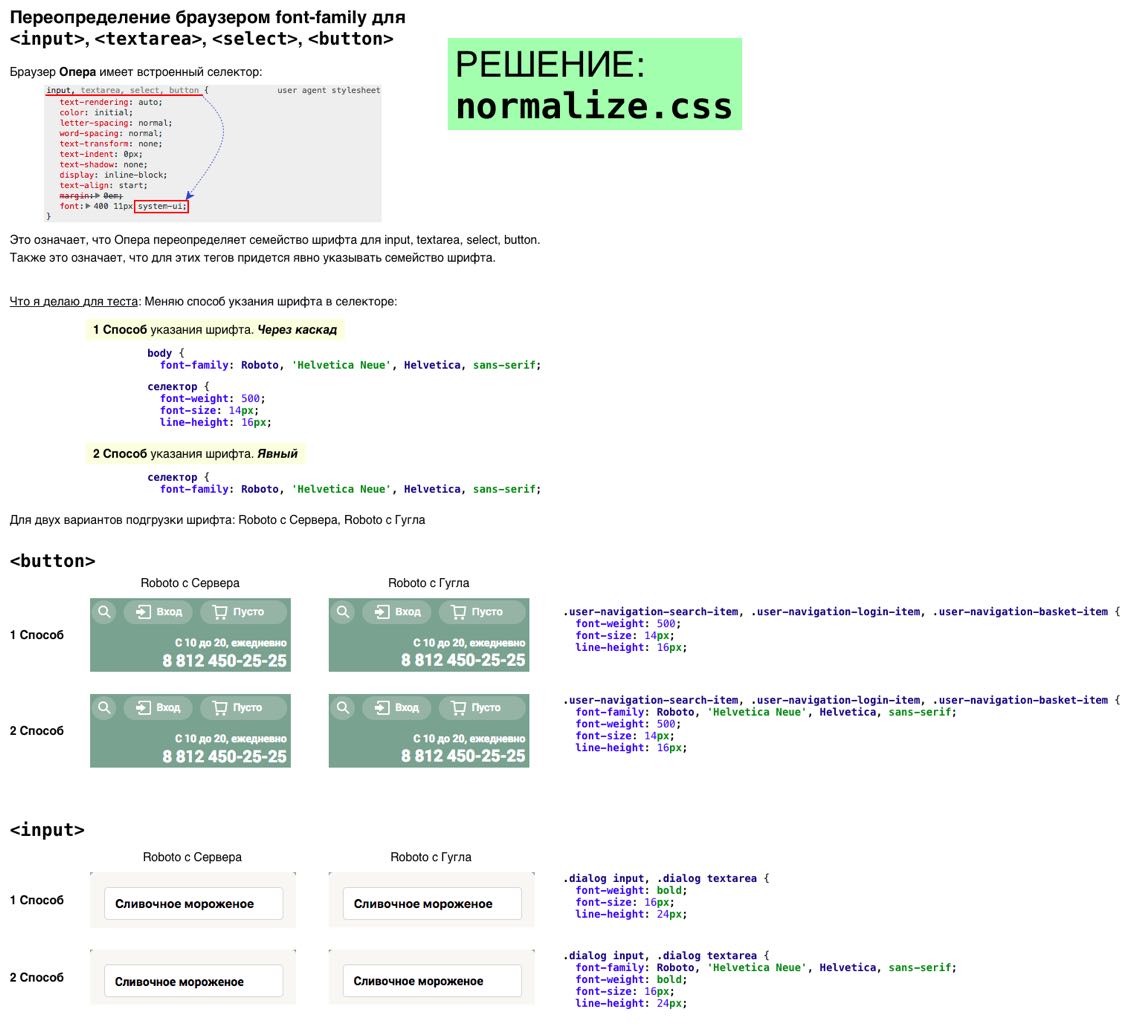 Переопределение браузером font-family для
<input>, <textarea>, <select>, <button>
РЕШЕНИЕ:
normalize.css
Браузер Опера имеет встроенный селектор:
input, textarea, select, button { user agent stylesheet
text-rendering: auto;
color: initial;
letter-spacing: normal;
word-spacing: normal;
text-transform: none;
text-indent: 0px;
text-shadow: none;
display: inline-block;
text-align: start;
margin:▶ 0em;
font:▶ 400 11px system-ui;
}
Это означает, что Опера переопределяет семейство шрифта для input, textarea, select, button.
Также это означает, что для этих тегов придется явно указывать семейство шрифта.
Что я делаю для теста: Меняю способ укзания шрифта в селекторе:
1 Способ указания шрифта. Через каскад
body {
font-family: Roboto, 'Helvetica Neue', Helvetica, sans-serif;
селектор {
font-weight: 500;
font-size: 14px;
line-height: 16px;
2 Способ указания шрифта. Явный
селектор {
font-family: Roboto, 'Helvetica Neue', Helvetica, sans-serif;
Для двух вариантов подгрузки шрифта: Roboto с Сервера, Roboto с Гугла
<button>
Roboto с Сервера Roboto с Гугла
1 Способ
Вход Пусто
С 10 до 20, ежедневно
8 812 450-25-25
Вход Пусто
С 10 до 20, ежедневно
8 812 450-25-25
.user-navigation-search-item, .user-navigation-login-item, .user-navigation-basket-item {
font-weight: 500;
font-size: 14px;
line-height: 16px;
2 Способ
Вход Пусто
С 10 до 20, ежедневно
8 812 450-25-25
Вход Пусто
С 10 до 20, ежедневно
8 812 450-25-25
.user-navigation-search-item, .user-navigation-login-item, .user-navigation-basket-item {
font-family: Roboto, 'Helvetica Neue', Helvetica, sans-serif;
font-weight: 500;
font-size: 14px;
line-height: 16px;
<input>
Roboto с Сервера Roboto с Гугла
1 Способ
Сливочное мороженое
Сливочное мороженое
.dialog input, .dialog textarea {
font-weight: bold;
font-size: 16px;
line-height: 24px;
2 Способ
Сливочное мороженое
Сливочное мороженое
.dialog input, .dialog textarea {
font-family: Roboto, 'Helvetica Neue', Helvetica, sans-serif;
font-weight: bold;
font-size: 16px;
line-height: 24px;